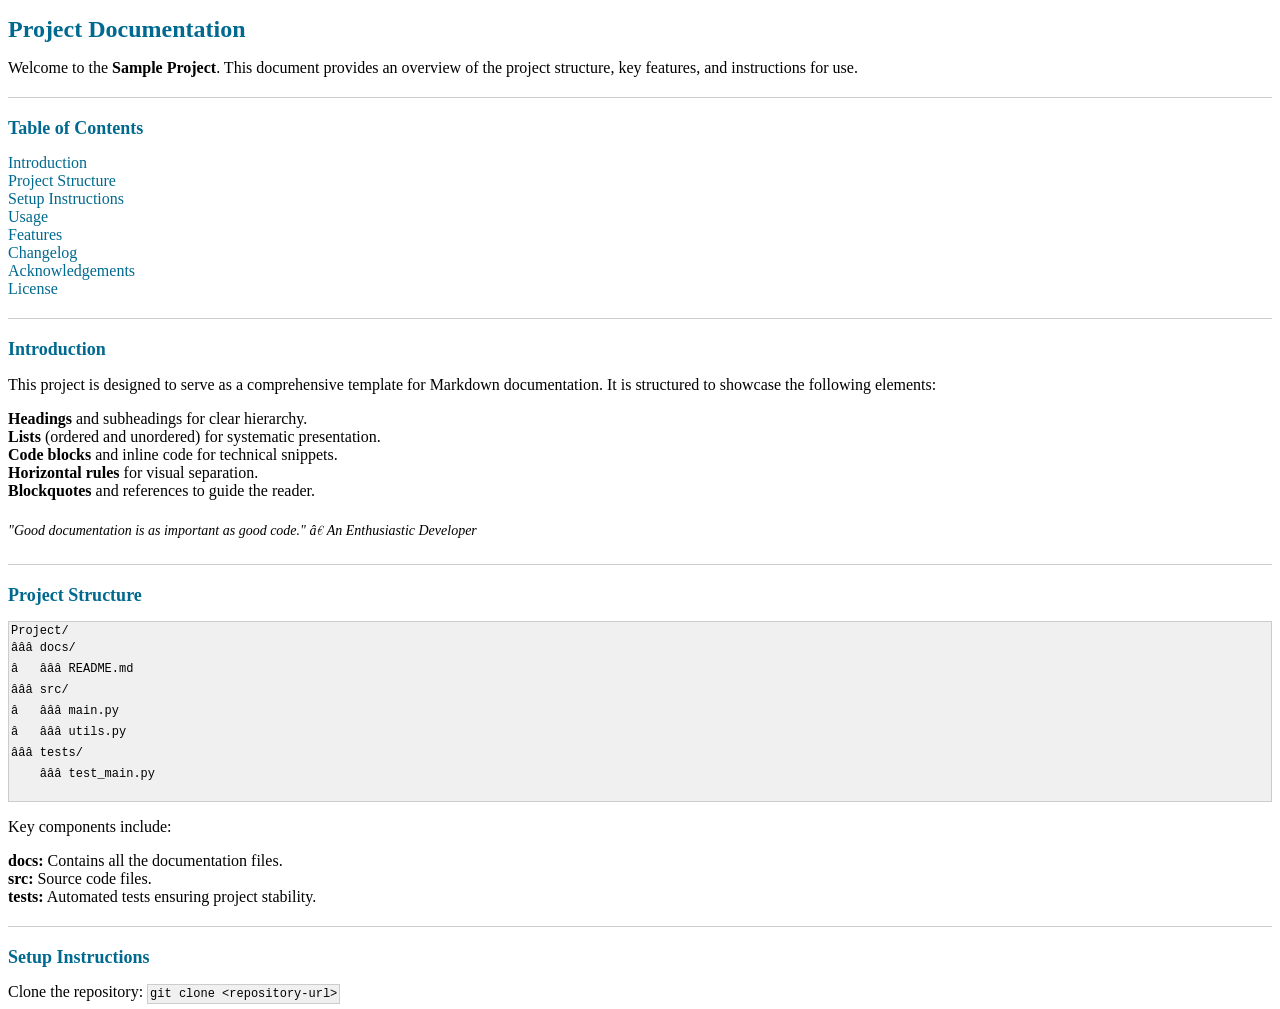 Project Documentation
Welcome to the Sample Project. This document provides an overview of the project structure, key features, and instructions for use.
Table of Contents
Introduction
Project Structure
Setup Instructions
Usage
Features
Changelog
Acknowledgements
License
Introduction
This project is designed to serve as a comprehensive template for Markdown documentation. It is structured to showcase the following elements:
Headings and subheadings for clear hierarchy.
Lists (ordered and unordered) for systematic presentation.
Code blocks and inline code for technical snippets.
Horizontal rules for visual separation.
Blockquotes and references to guide the reader.
"Good documentation is as important as good code." â€ An Enthusiastic Developer
Project Structure
Project/
âââ docs/
â   âââ README.md
âââ src/
â   âââ main.py
â   âââ utils.py
âââ tests/
    âââ test_main.py
Key components include:
docs: Contains all the documentation files.
src: Source code files.
tests: Automated tests ensuring project stability.
Setup Instructions
Clone the repository: git clone <repository-url>